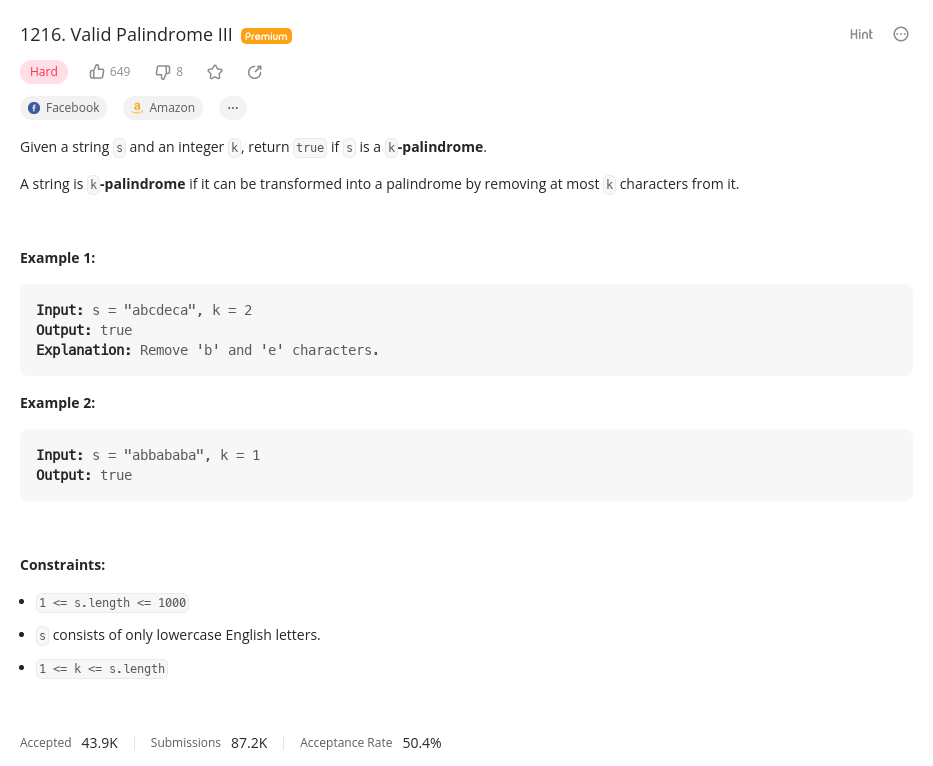 1216. Valid Palindrome III Premium Hint
Hard 649 8
Facebook Amazon ...
Given a string s and an integer k, return true if s is a k-palindrome.
A string is k-palindrome if it can be transformed into a palindrome by removing at most k characters from it.
Example 1:
Input: s = "abcdeca", k = 2
Output: true
Explanation: Remove 'b' and 'e' characters.
Example 2:
Input: s = "abbababa", k = 1
Output: true
Constraints:
• 1 <= s.length <= 1000
• s consists of only lowercase English letters.
• 1 <= k <= s.length
Accepted 43.9K Submissions 87.2K Acceptance Rate 50.4%